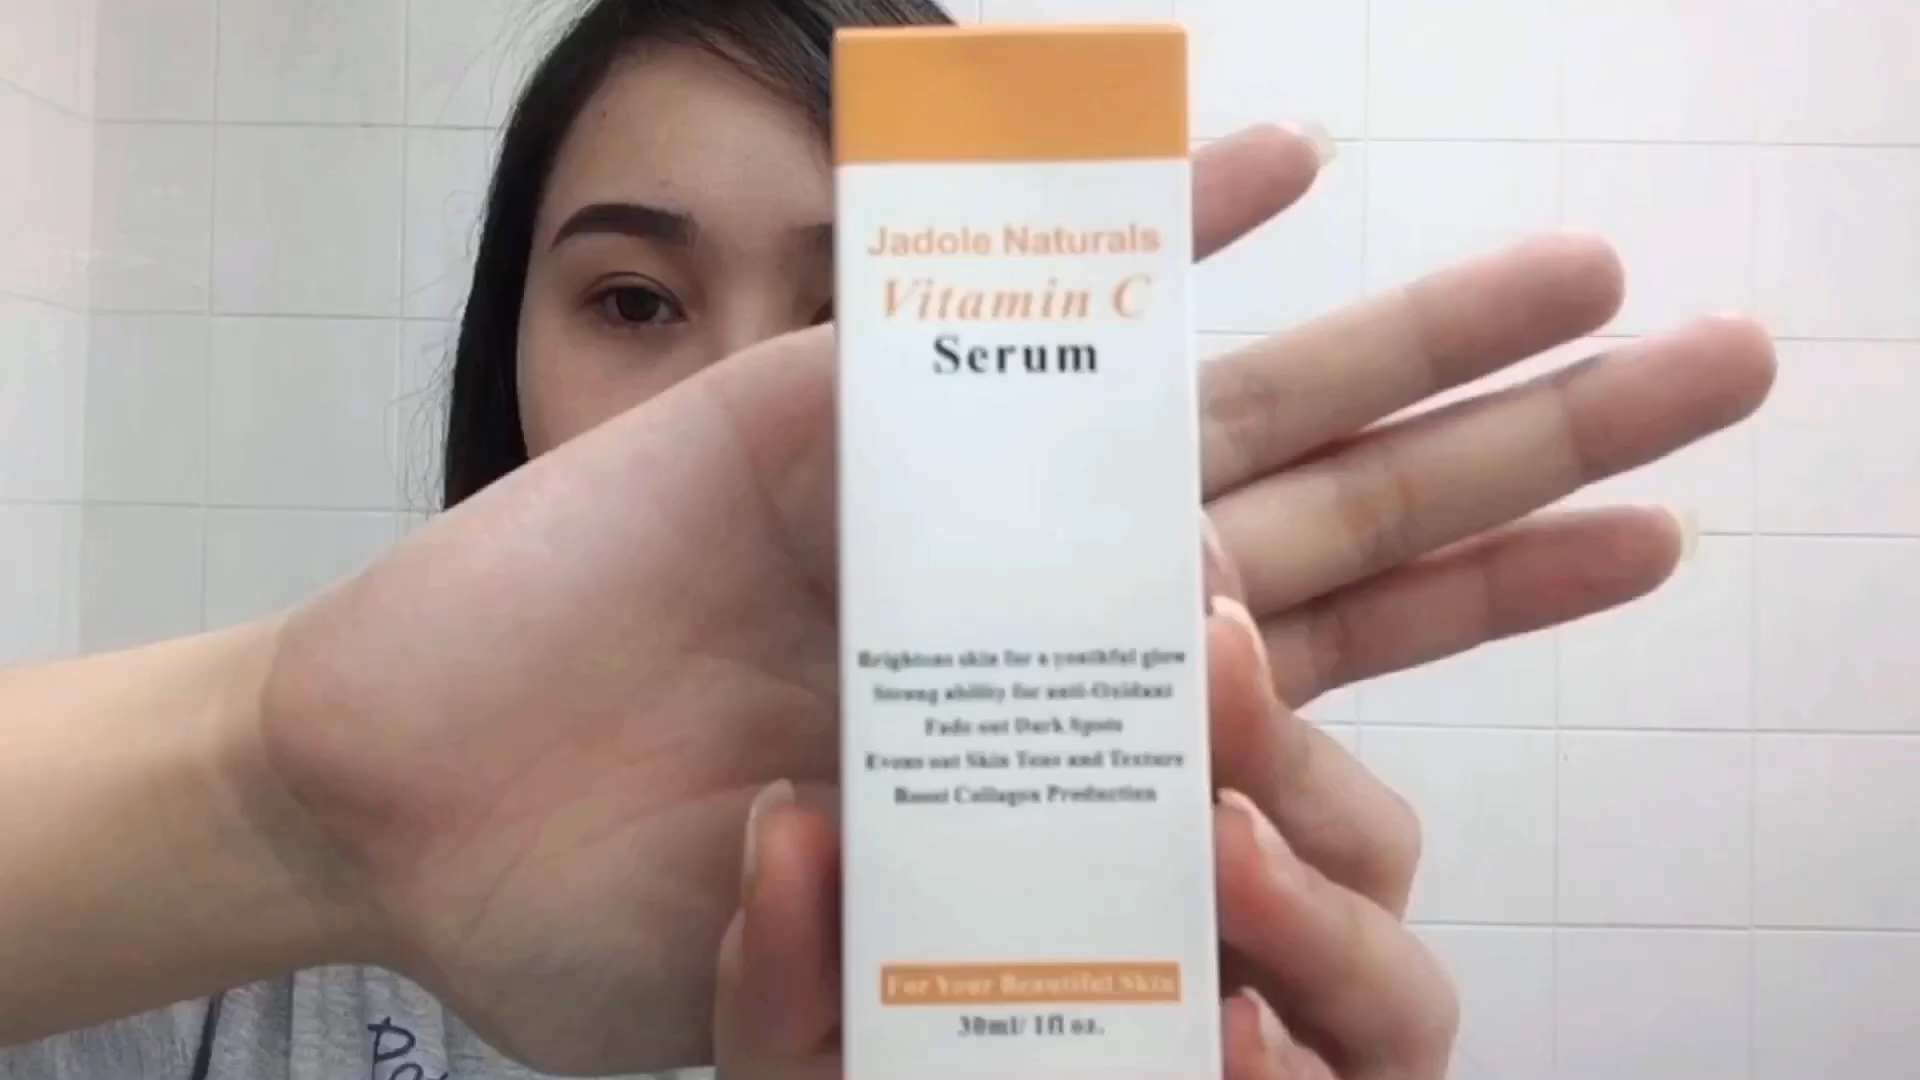 Jadole Naturals
Vitamin C
Serum
Brightens skin for a youthful glow
Strong ability for anti-Oxidant
Fade out Dark Spots
Evens out Skin Tone and Texture
Boost Collagen Production
For Your Beautiful Skin
30ml/ 1fl oz.